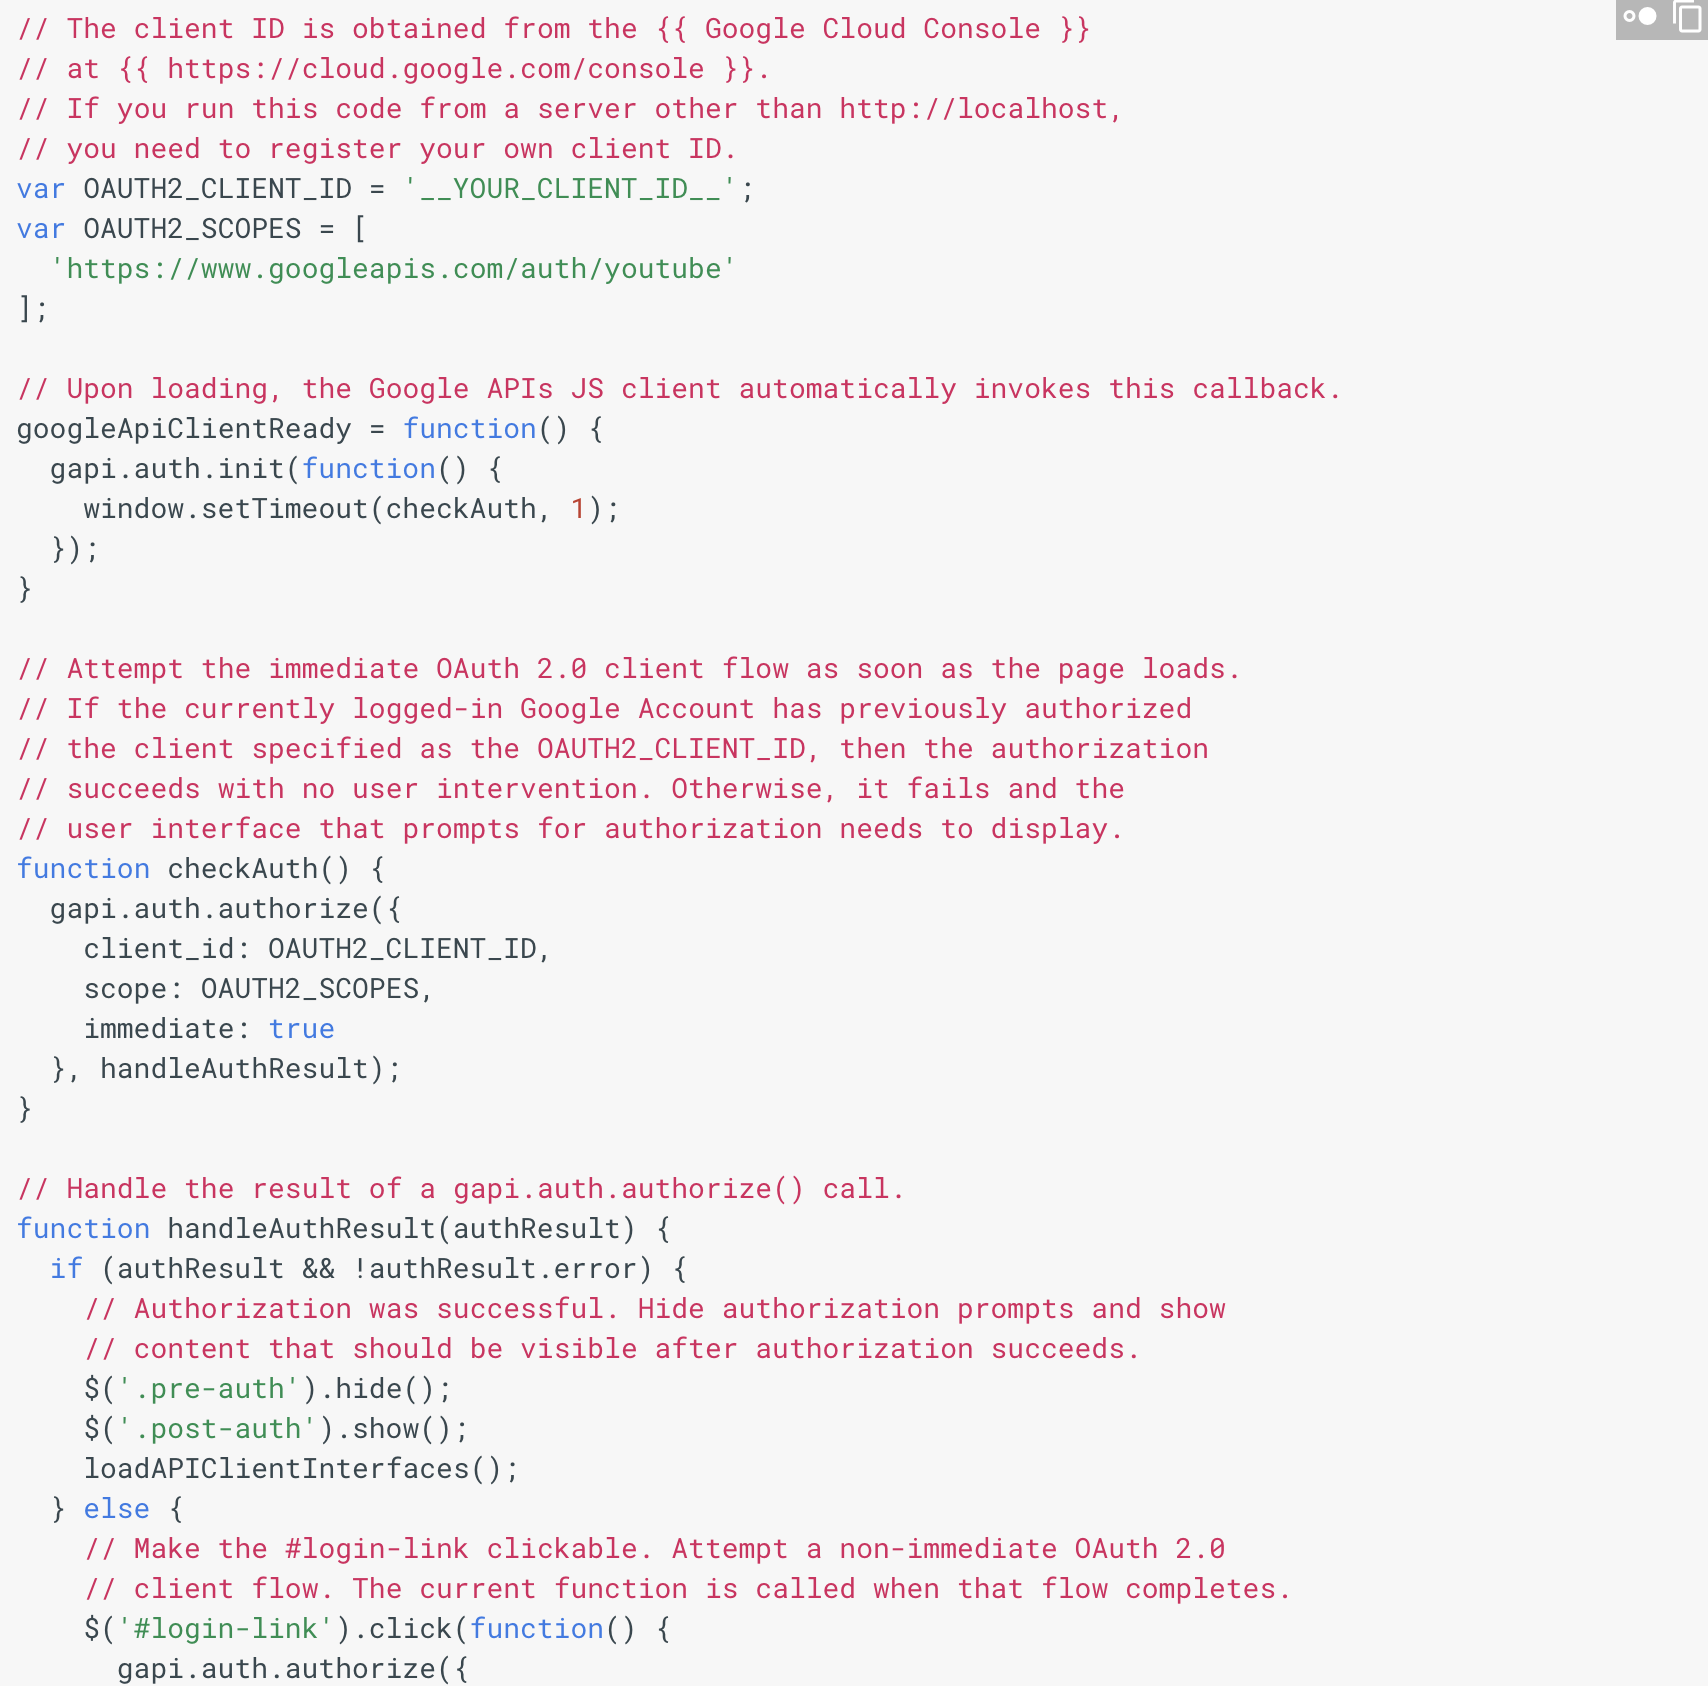 // The client ID is obtained from the {{ Google Cloud Console }}
// at {{ https://cloud.google.com/console }}.
// If you run this code from a server other than http://localhost,
// you need to register your own client ID.
var OAUTH2_CLIENT_ID = '__YOUR_CLIENT_ID__';
var OAUTH2_SCOPES = [
  'https://www.googleapis.com/auth/youtube'
];

// Upon loading, the Google APIs JS client automatically invokes this callback.
googleApiClientReady = function() {
  gapi.auth.init(function() {
    window.setTimeout(checkAuth, 1);
  });
}

// Attempt the immediate OAuth 2.0 client flow as soon as the page loads.
// If the currently logged-in Google Account has previously authorized
// the client specified as the OAUTH2_CLIENT_ID, then the authorization
// succeeds with no user intervention. Otherwise, it fails and the
// user interface that prompts for authorization needs to display.
function checkAuth() {
  gapi.auth.authorize({
    client_id: OAUTH2_CLIENT_ID,
    scope: OAUTH2_SCOPES,
    immediate: true
  }, handleAuthResult);
}

// Handle the result of a gapi.auth.authorize() call.
function handleAuthResult(authResult) {
  if (authResult && !authResult.error) {
    // Authorization was successful. Hide authorization prompts and show
    // content that should be visible after authorization succeeds.
    $('.pre-auth').hide();
    $('.post-auth').show();
    loadAPIClientInterfaces();
  } else {
    // Make the #login-link clickable. Attempt a non-immediate OAuth 2.0
    // client flow. The current function is called when that flow completes.
    $('#login-link').click(function() {
      gapi.auth.authorize({